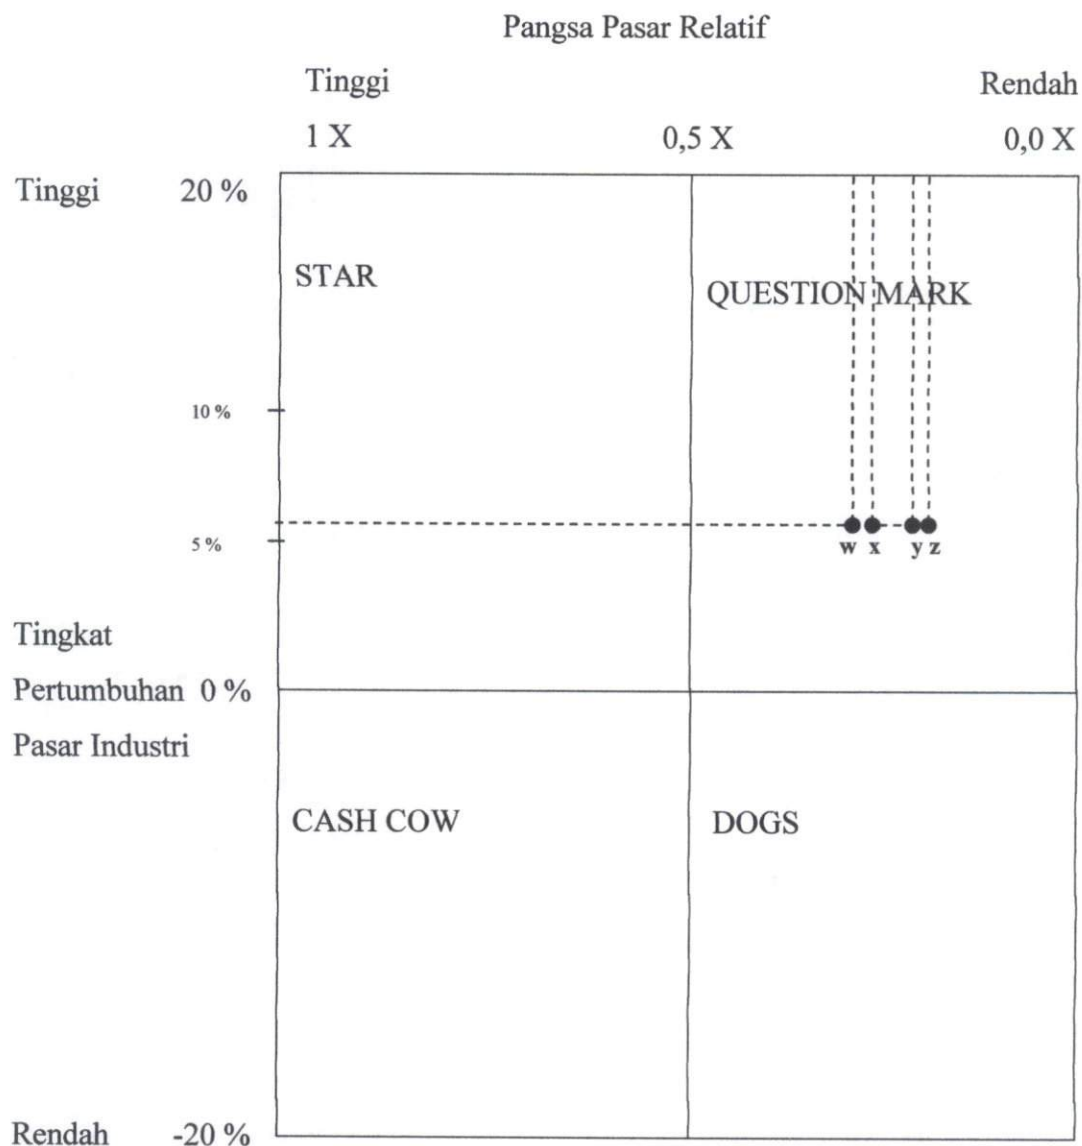 Pangsa Pasar Relatif
Tinggi Rendah
1 X 0,5 X 0,0 X
Tinggi 20 %
STAR
QUESTION MARK
10 %
5 %
w x y z
Tingkat
Pertumbuhan 0 %
Pasar Industri
CASH COW DOGS
Rendah -20 %